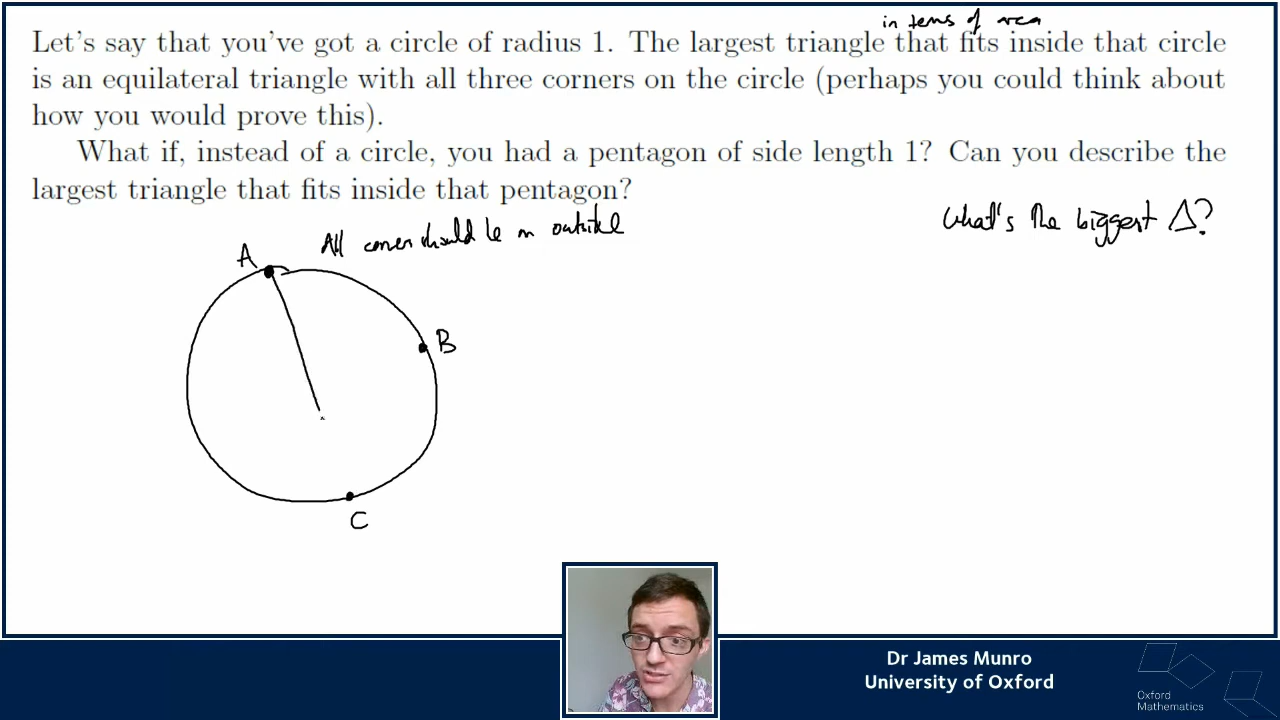 in terms of area
Let's say that you've got a circle of radius 1. The largest triangle that fits inside that circle
is an equilateral triangle with all three corners on the circle (perhaps you could think about
how you would prove this).
What if, instead of a circle, you had a pentagon of side length 1? Can you describe the
largest triangle that fits inside that pentagon?
What's the biggest Δ?
All corners should be on outside
A
B
C
Dr James Munro
University of Oxford
Oxford
Mathematics